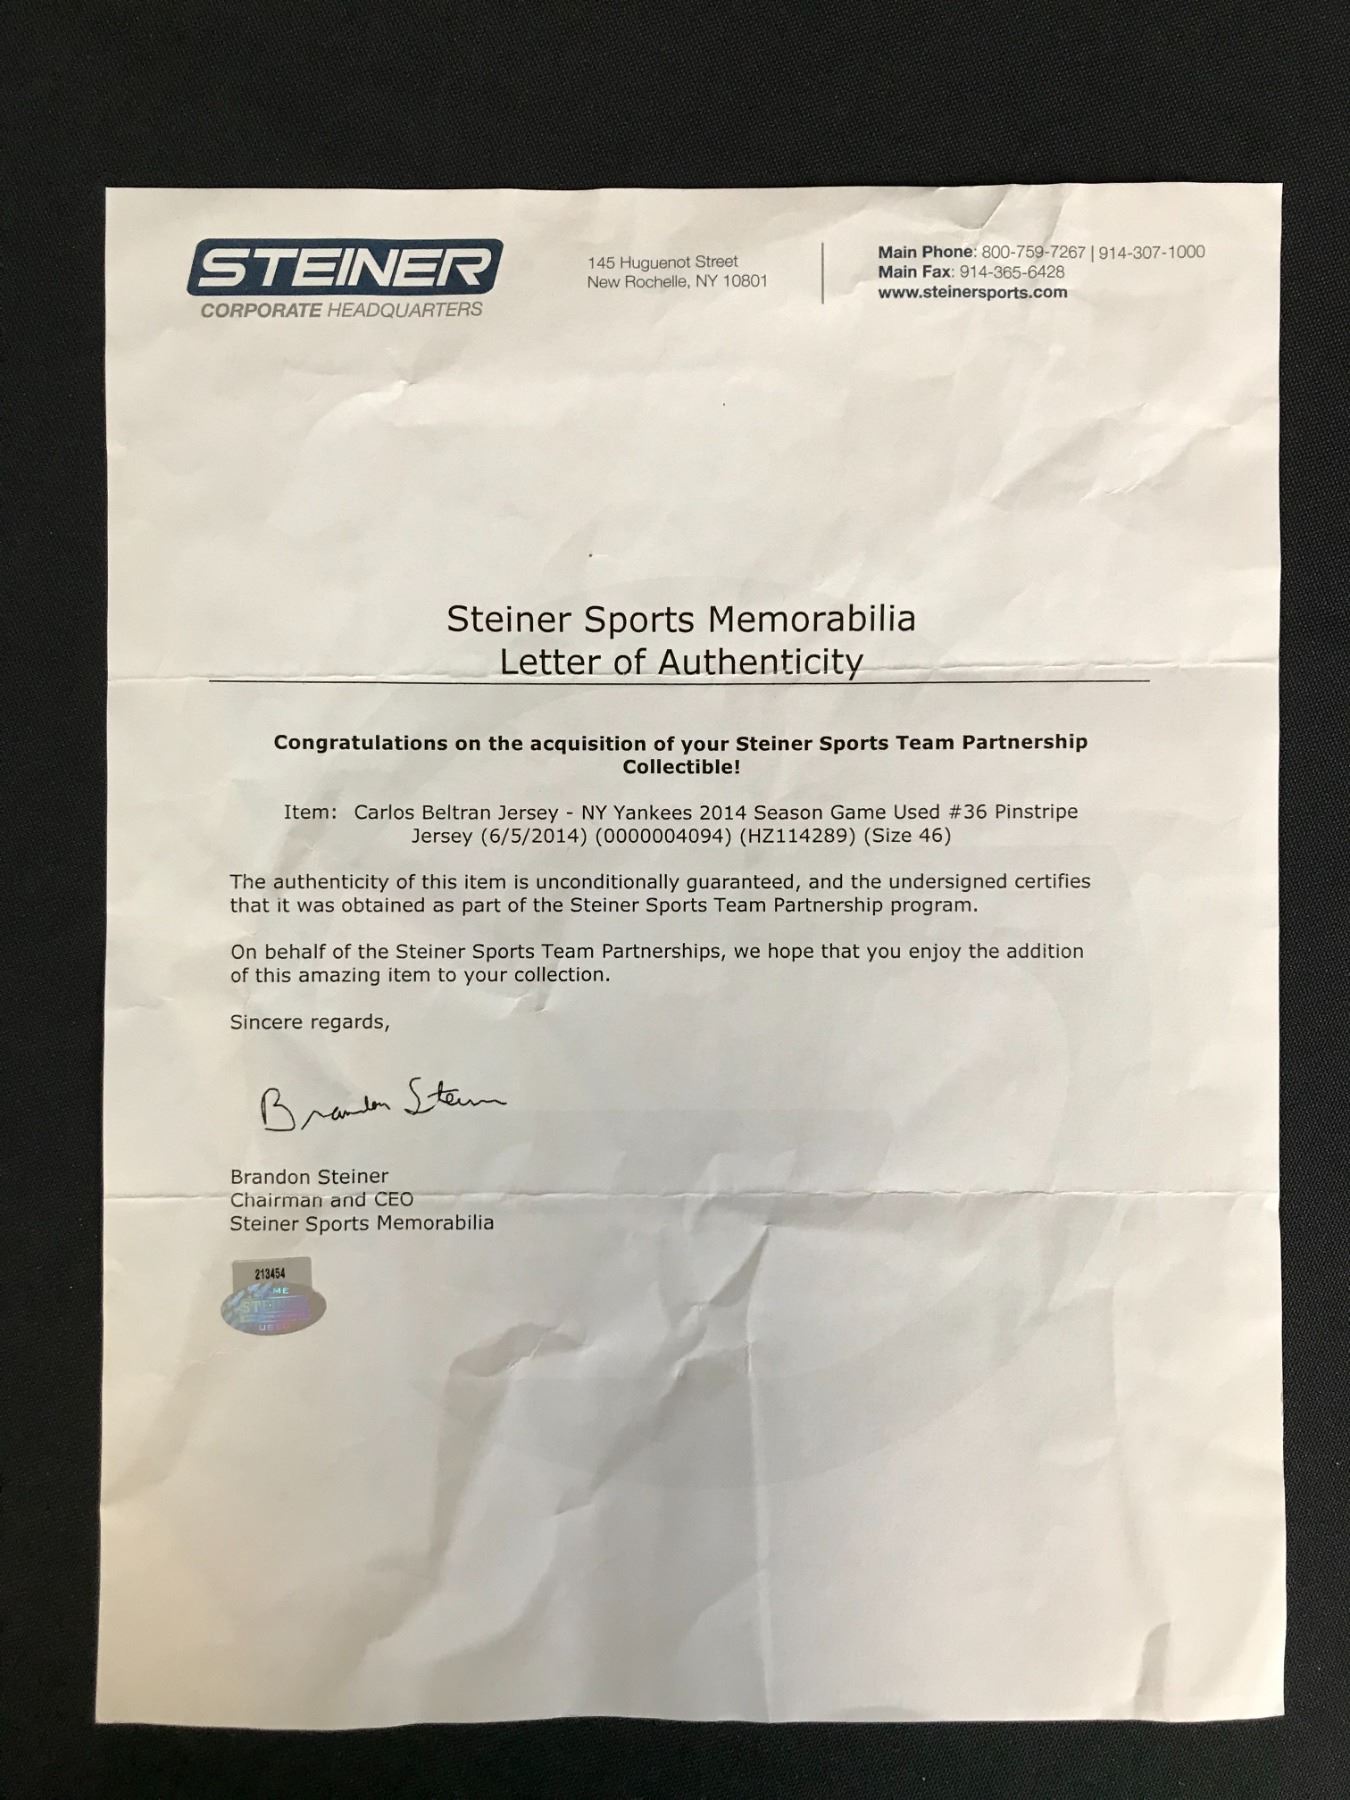 STEINER
CORPORATE HEADQUARTERS
145 Huguenot Street
New Rochelle, NY 10801
Main Phone: 800-759-7267 | 914-307-1000
Main Fax: 914-365-6428
www.steinersports.com
Steiner Sports Memorabilia
Letter of Authenticity
Congratulations on the acquisition of your Steiner Sports Team Partnership
Collectible!
Item: Carlos Beltran Jersey - NY Yankees 2014 Season Game Used #36 Pinstripe
Jersey (6/5/2014) (0000004094) (HZ114289) (Size 46)
The authenticity of this item is unconditionally guaranteed, and the undersigned certifies
that it was obtained as part of the Steiner Sports Team Partnership program.
On behalf of the Steiner Sports Team Partnerships, we hope that you enjoy the addition
of this amazing item to your collection.
Sincere regards,
Brandon Steiner
Brandon Steiner
Chairman and CEO
Steiner Sports Memorabilia
213454